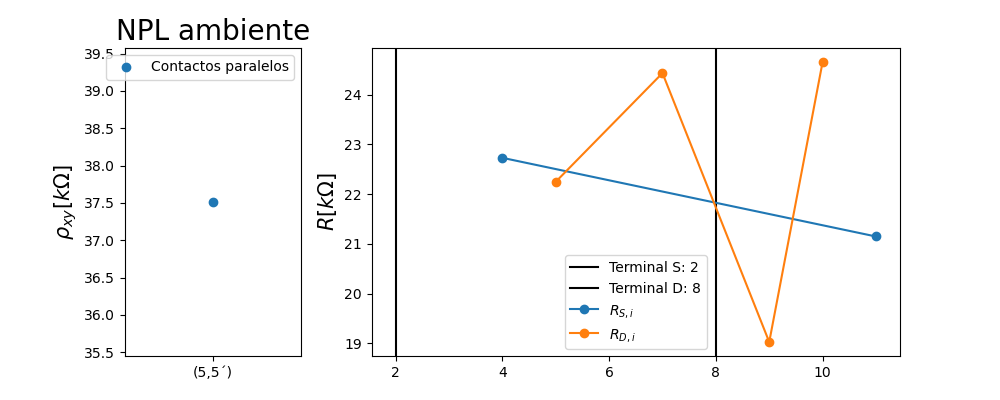 NPL ambiente
ρxy[kΩ]
39.5
39.0
38.5
38.0
37.5
37.0
36.5
36.0
35.5
Contactos paralelos
(5,5´)
R[kΩ]
24
23
22
21
20
19
Terminal S: 2
Terminal D: 8
RS,i
RD,i
2 4 6 8 10